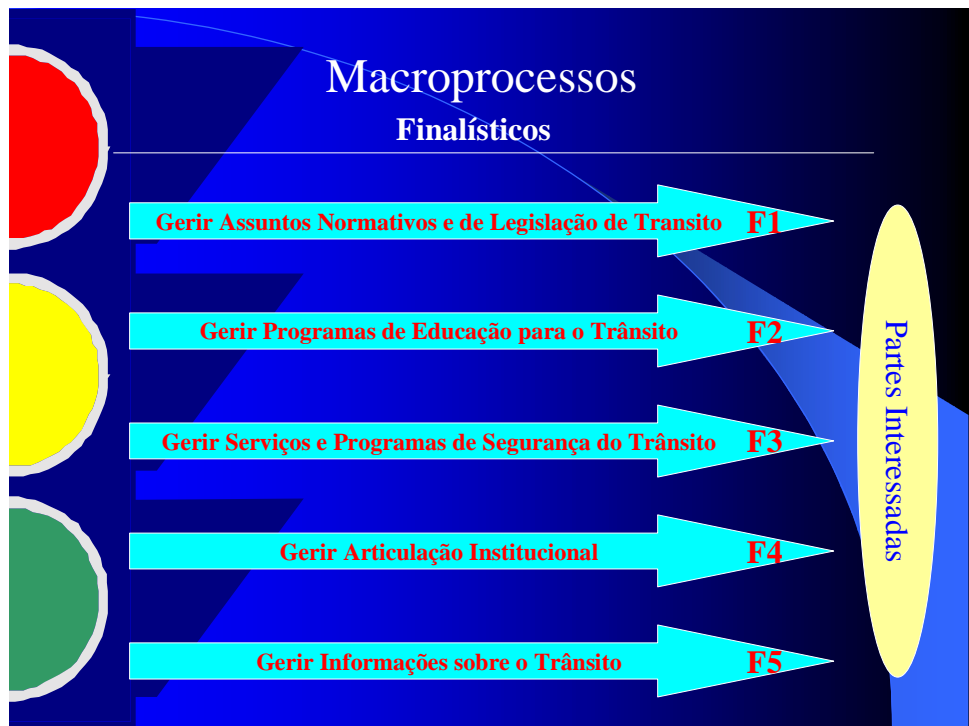 Macroprocessos
Finalísticos
Gerir Assuntos Normativos e de Legislação de Transito F1
Gerir Programas de Educação para o Trânsito F2
Gerir Serviços e Programas de Segurança do Trânsito F3
Gerir Articulação Institucional F4
Gerir Informações sobre o Trânsito F5
Partes Interessadas